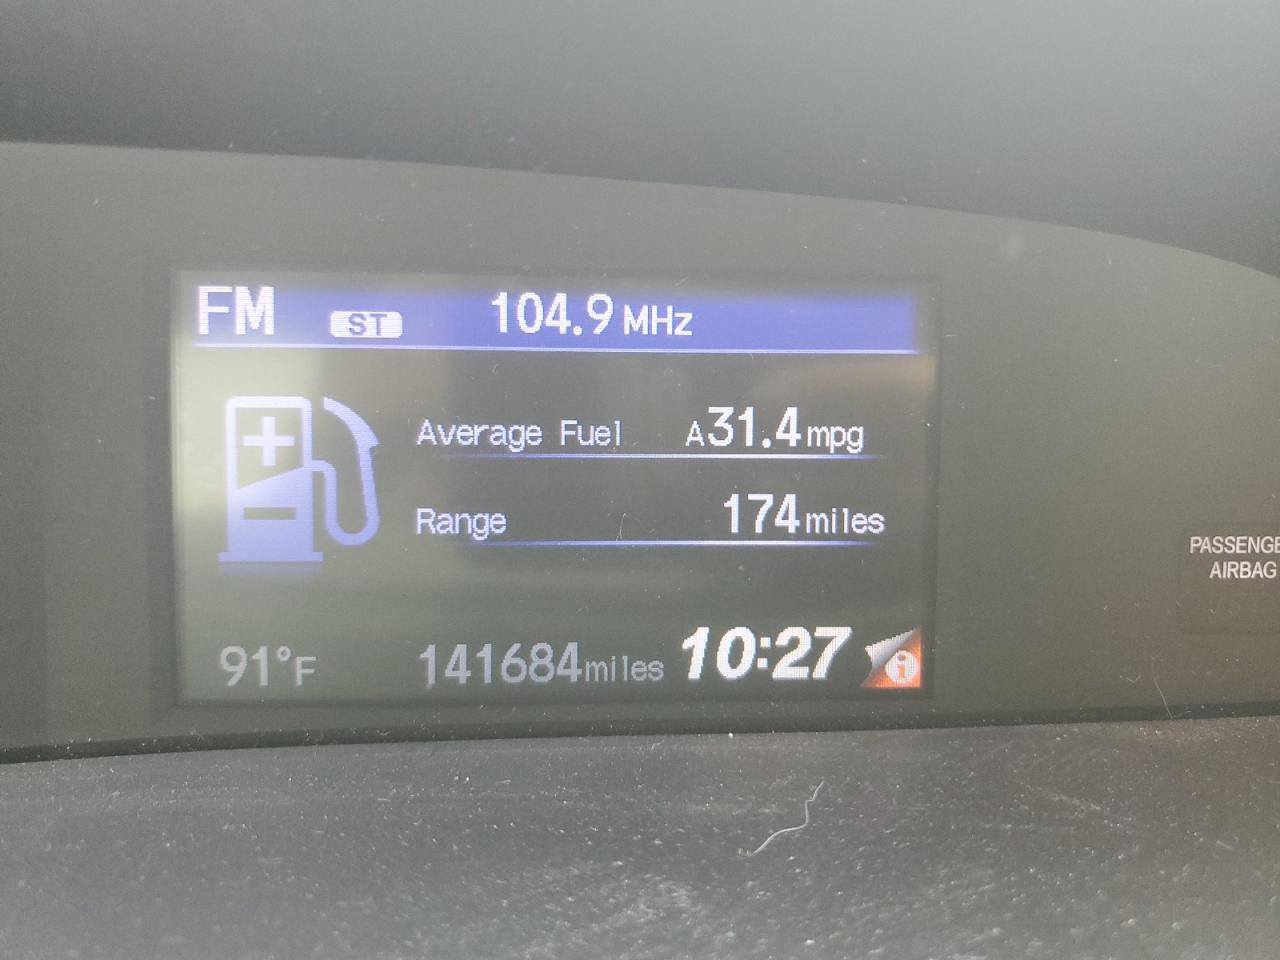 FM ST 104.9 MHz
Average Fuel A31.4 mpg
Range 174 miles
91°F 141684 miles 10:27 i
PASSENGE
AIRBAG